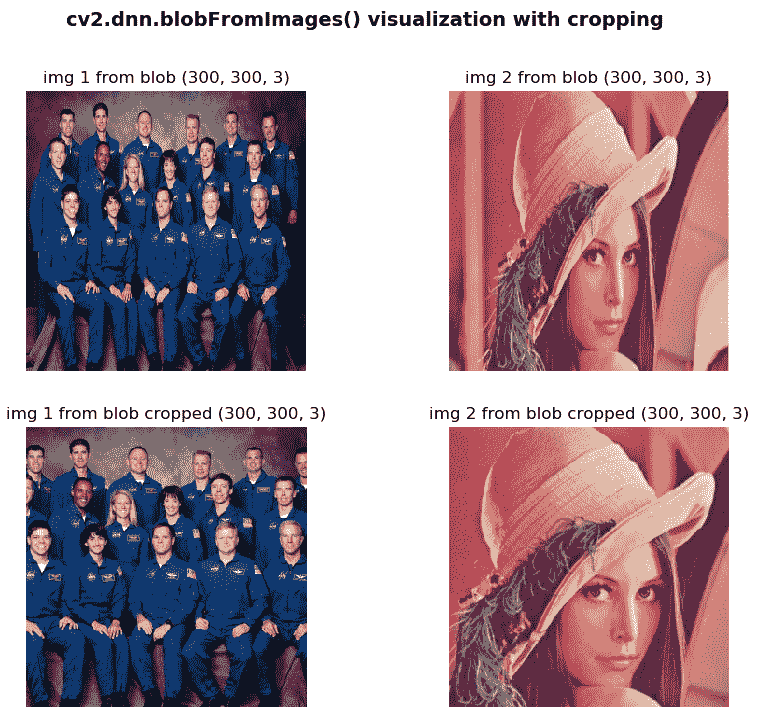 cv2.dnn.blobFromImages() visualization with cropping
img 1 from blob (300, 300, 3)
img 2 from blob (300, 300, 3)
img 1 from blob cropped (300, 300, 3)
img 2 from blob cropped (300, 300, 3)